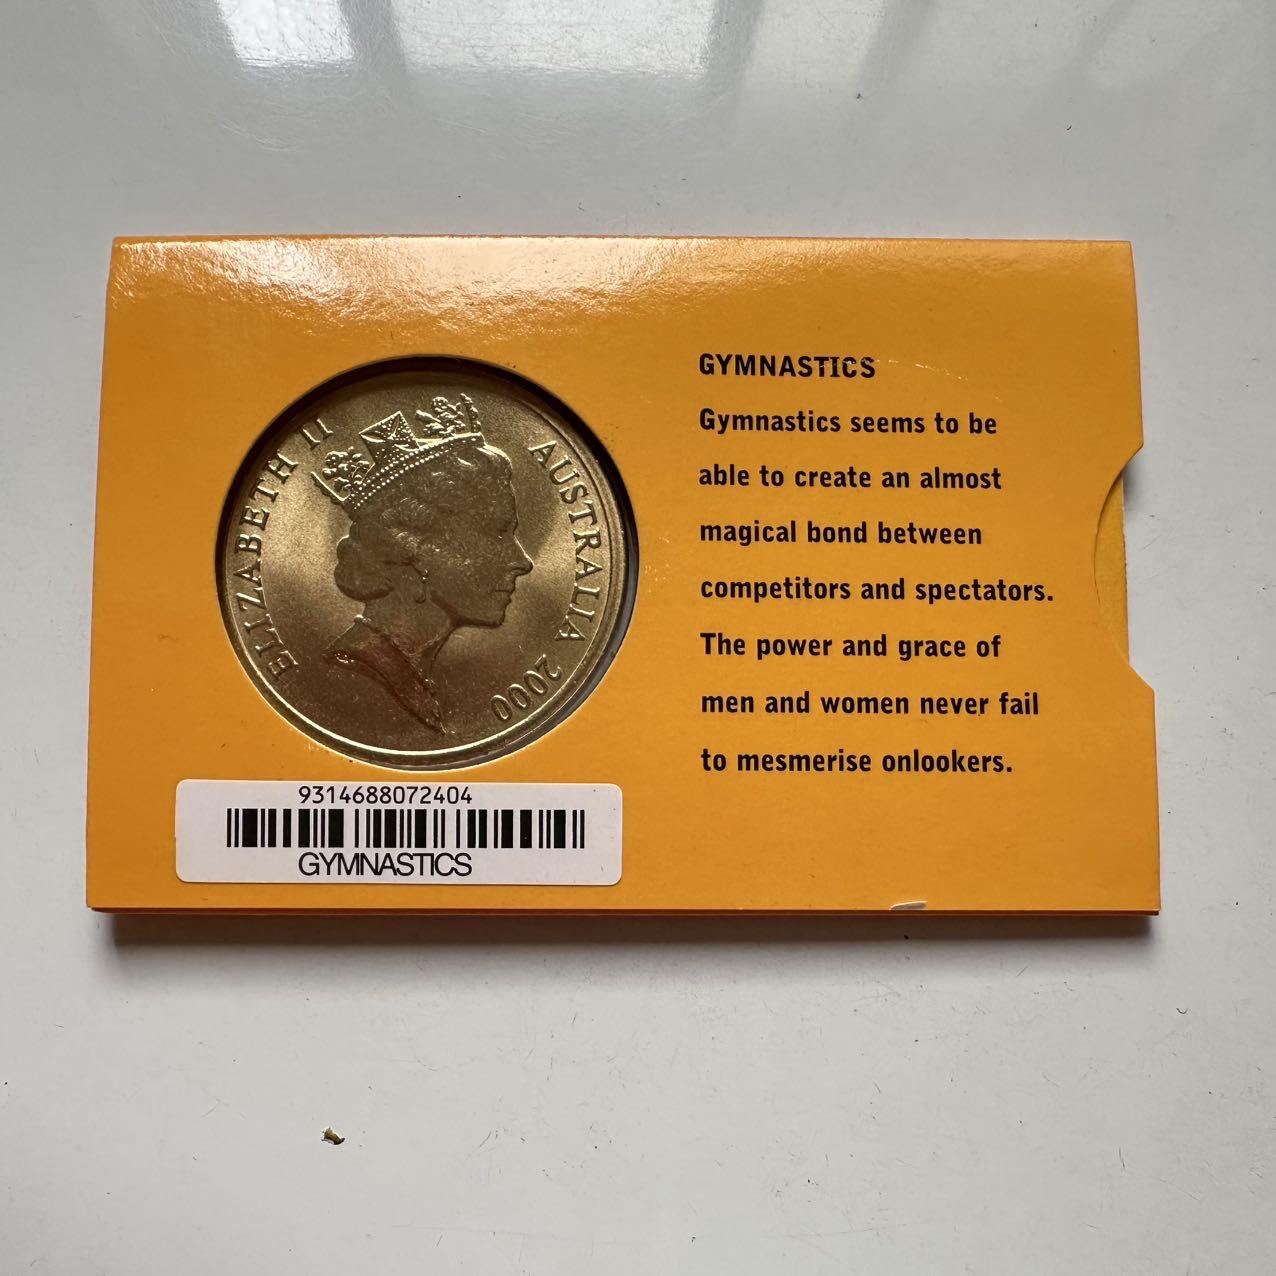 ELIZABETH II
AUSTRALIA 2000
9314688072404
GYMNASTICS
GYMNASTICS
Gymnastics seems to be
able to create an almost
magical bond between
competitors and spectators.
The power and grace of
men and women never fail
to mesmerise onlookers.